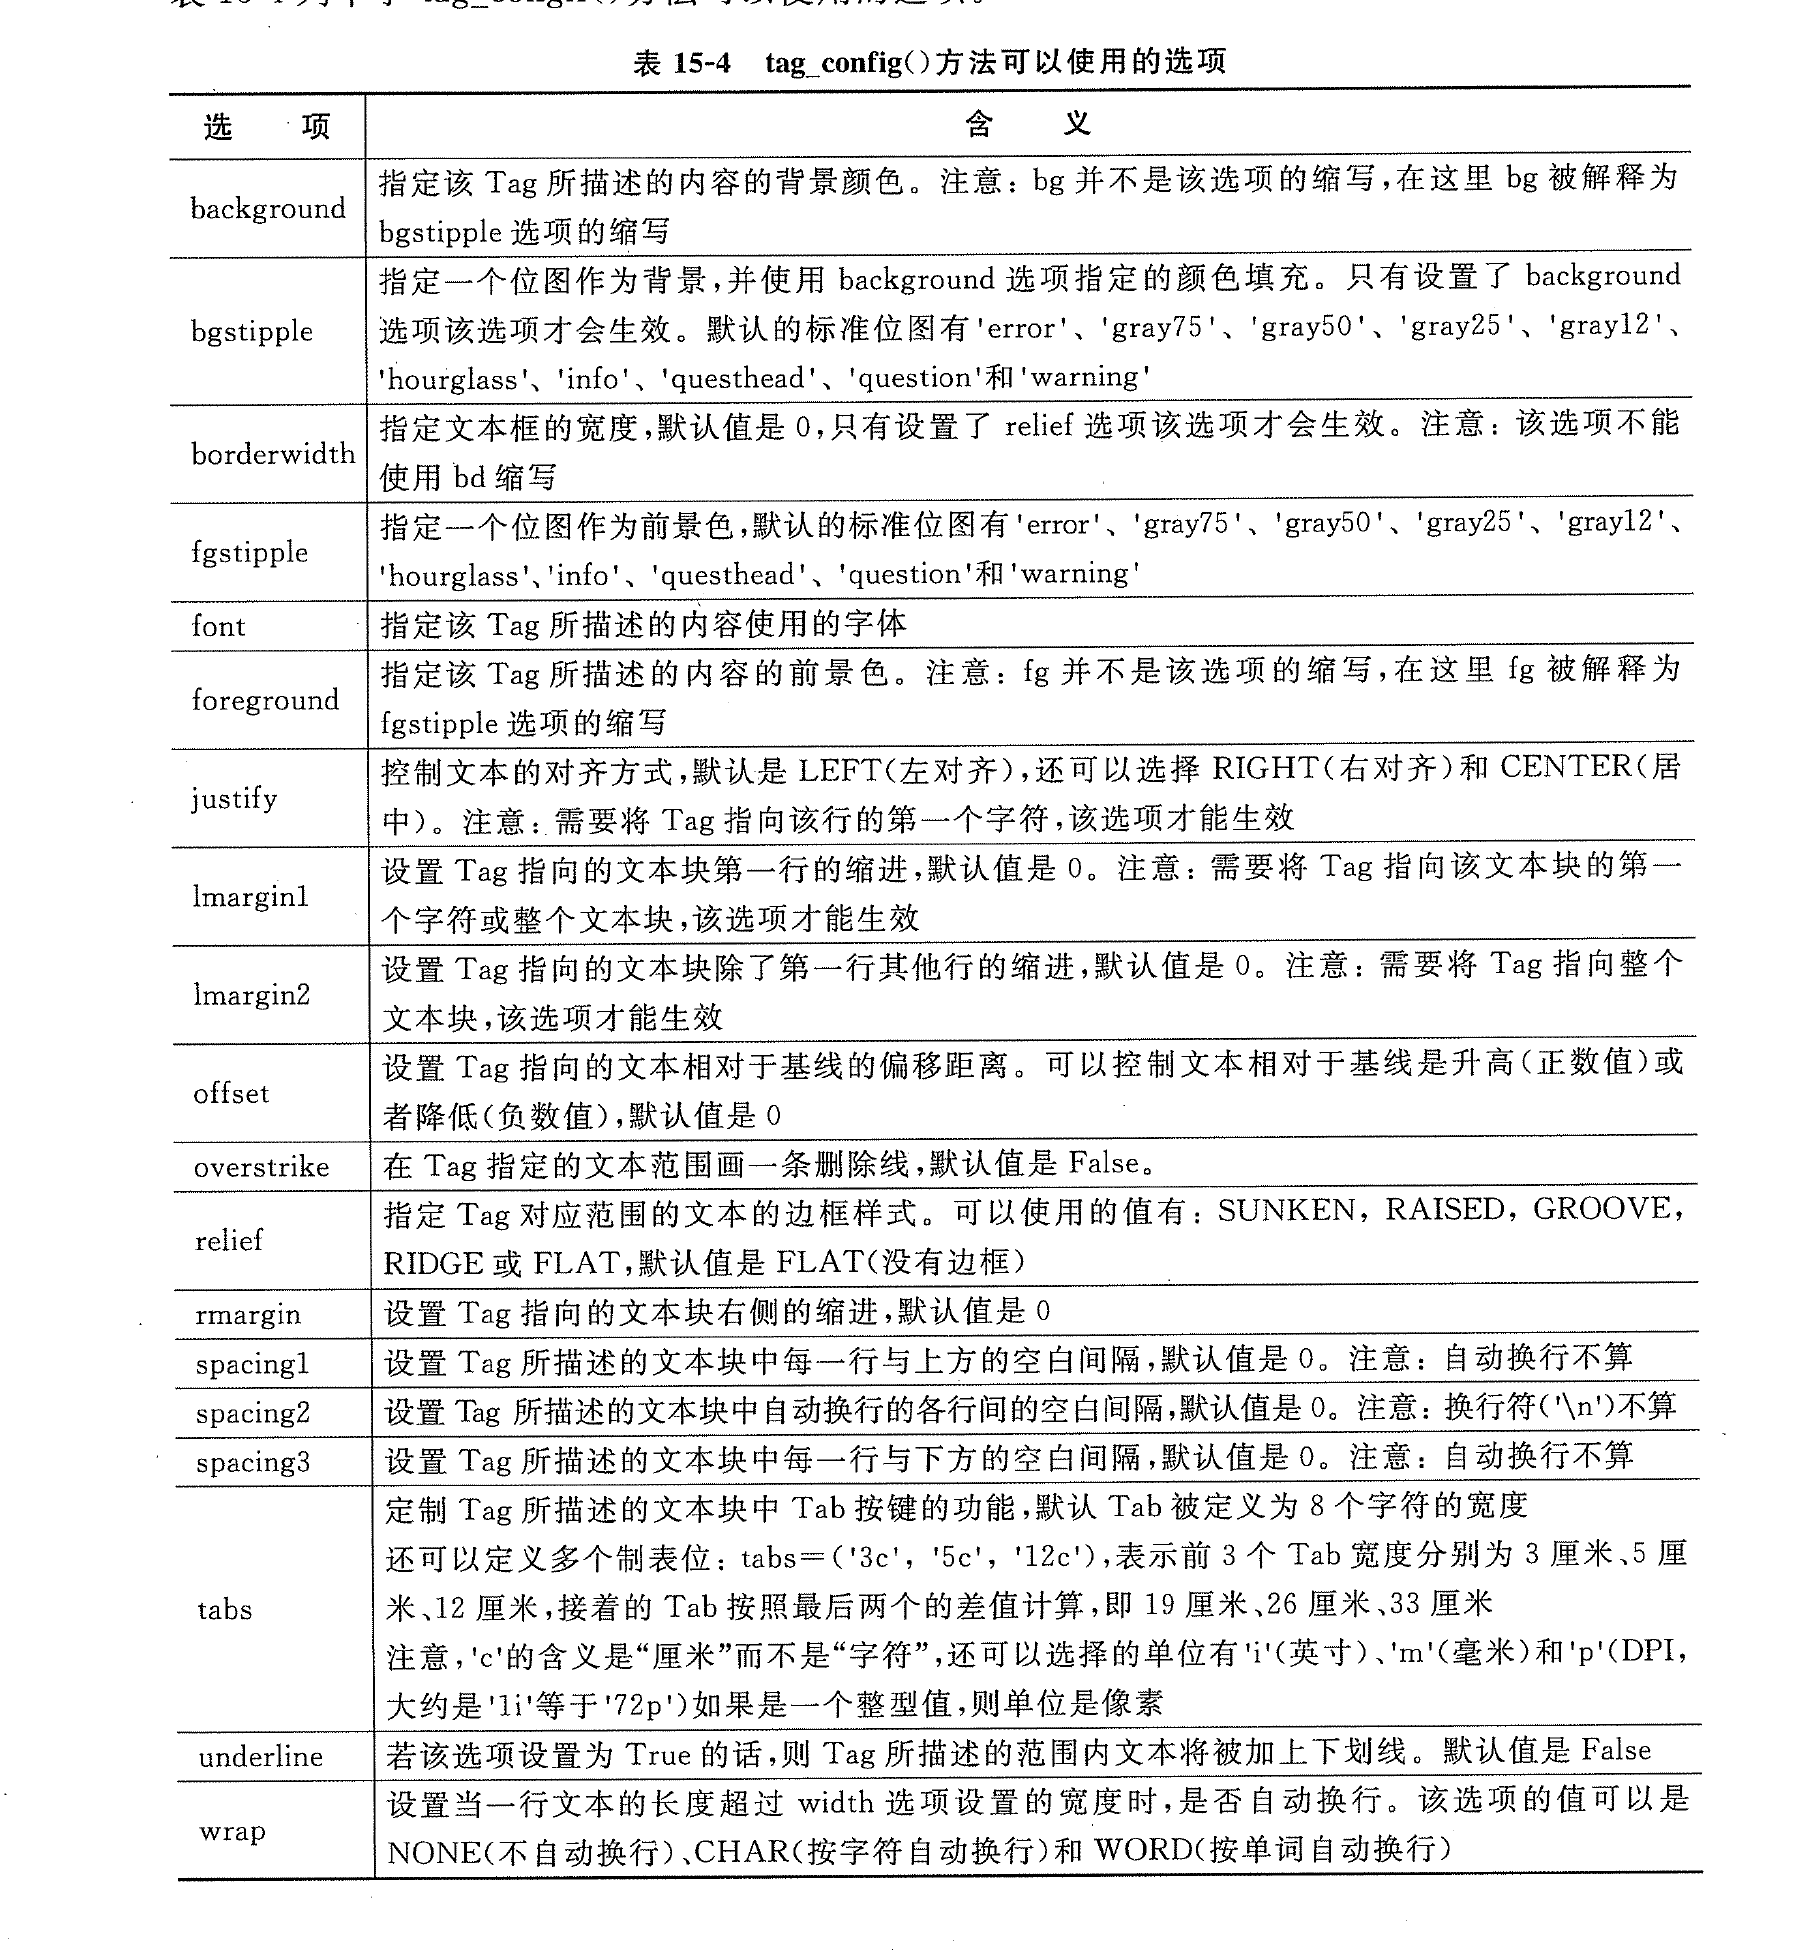 表 15-4 tag_config()方法可以使用的选项
选 项 含 义
background
指定该 Tag 所描述的内容的背景颜色。注意：bg 并不是该选项的缩写,在这里 bg 被解释为
bgstipple 选项的缩写
bgstipple
指定一个位图作为背景,并使用 background 选项指定的颜色填充。只有设置了 background
选项该选项才会生效。默认的标准位图有'error'、'gray75'、'gray50'、'gray25'、'gray12'、
'hourglass'、'info'、'questhead'、'question'和'warning'
borderwidth
指定文本框的宽度,默认值是 0,只有设置了 relief 选项该选项才会生效。注意：该选项不能
使用 bd 缩写
fgstipple
指定一个位图作为前景色,默认的标准位图有'error'、'gray75'、'gray50'、'gray25'、'gray12'、
'hourglass'、'info'、'questhead'、'question'和'warning'
font
指定该 Tag 所描述的内容使用的字体
foreground
指定该 Tag 所描述的内容的前景色。注意：fg 并不是该选项的缩写,在这里 fg 被解释为
fgstipple 选项的缩写
justify
控制文本的对齐方式,默认是 LEFT(左对齐),还可以选择 RIGHT(右对齐)和 CENTER(居
中)。注意：需要将 Tag 指向该行的第一个字符,该选项才能生效
lmargin1
设置 Tag 指向的文本块第一行的缩进,默认值是 0。注意：需要将 Tag 指向该文本块的第一
个字符或整个文本块,该选项才能生效
lmargin2
设置 Tag 指向的文本块除了第一行其他行的缩进,默认值是 0。注意：需要将 Tag 指向整个
文本块,该选项才能生效
offset
设置 Tag 指向的文本相对于基线的偏移距离。可以控制文本相对于基线是升高(正数值)或
者降低(负数值),默认值是 0
overstrike
在 Tag 指定的文本范围画一条删除线,默认值是 False。
relief
指定 Tag 对应范围的文本的边框样式。可以使用的值有：SUNKEN, RAISED, GROOVE,
RIDGE 或 FLAT,默认值是 FLAT(没有边框)
rmargin
设置 Tag 指向的文本块右侧的缩进,默认值是 0
spacing1
设置 Tag 所描述的文本块中每一行与上方的空白间隔,默认值是 0。注意：自动换行不算
spacing2
设置 Tag 所描述的文本块中自动换行的各行间的空白间隔,默认值是 0。注意：换行符('\n')不算
spacing3
设置 Tag 所描述的文本块中每一行与下方的空白间隔,默认值是 0。注意：自动换行不算
tabs
定制 Tag 所描述的文本块中 Tab 按键的功能,默认 Tab 被定义为 8 个字符的宽度
还可以定义多个制表位：tabs=('3c', '5c', '12c'),表示前 3 个 Tab 宽度分别为 3 厘米、5 厘
米、12 厘米,接着的 Tab 按照最后两个的差值计算,即 19 厘米、26 厘米、33 厘米
注意,'c'的含义是“厘米”而不是“字符”,还可以选择的单位有'i'(英寸)、'm'(毫米)和'p'(DPI,
大约是'1i'等于'72p')如果是一个整型值,则单位是像素
underline
若该选项设置为 True 的话,则 Tag 所描述的范围内文本将被加上下划线。默认值是 False
wrap
设置当一行文本的长度超过 width 选项设置的宽度时,是否自动换行。该选项的值可以是
NONE(不自动换行)、CHAR(按字符自动换行)和 WORD(按单词自动换行)